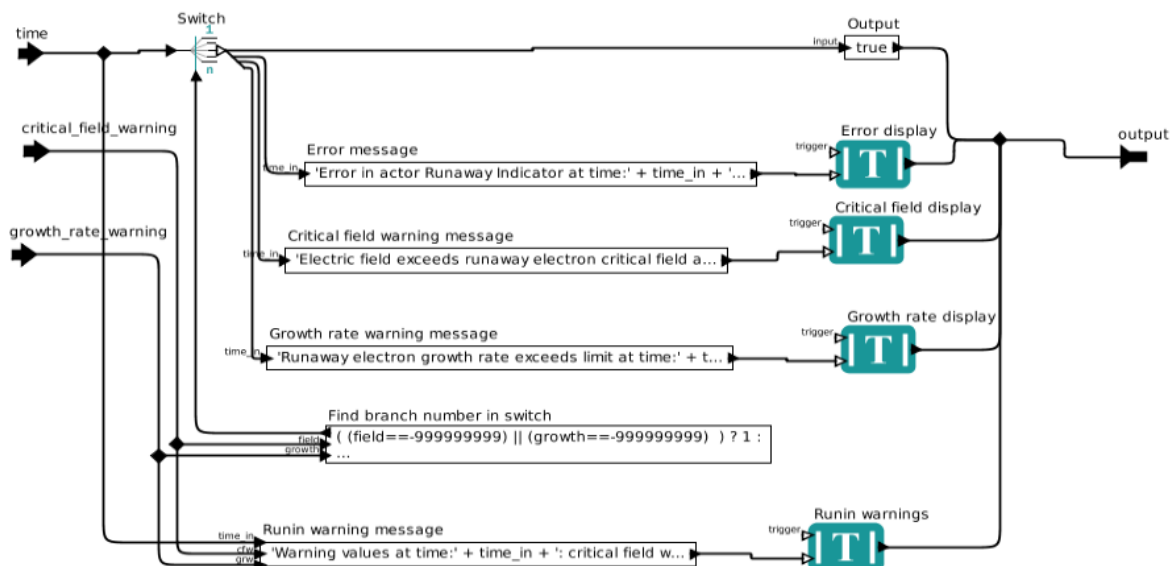 Switch
1
n
time
Output
input
true
critical_field_warning
Error display
output
trigger
T
Error message
time_in
'Error in actor Runaway Indicator at time:' + time_in + '...
Critical field display
trigger
T
growth_rate_warning
Critical field warning message
time_in
'Electric field exceeds runaway electron critical field a...
Growth rate display
trigger
T
Growth rate warning message
time_in
'Runaway electron growth rate exceeds limit at time:' + t...
Find branch number in switch
field
growth
( (field==-999999999) || (growth==-999999999)  ) ? 1 :
...
Runin warnings
trigger
T
Runin warning message
time_in
cfw
grw
'Warning values at time:' + time_in + ': critical field w...